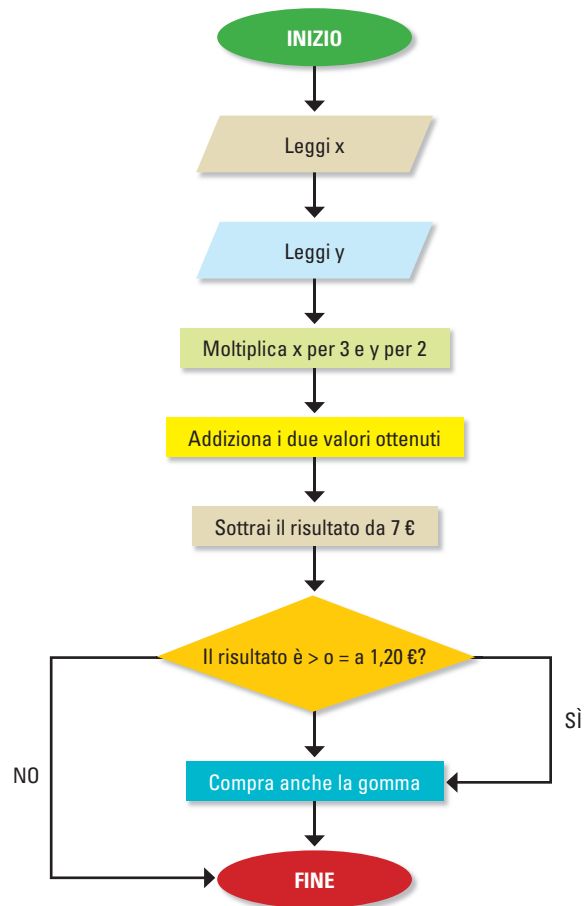 INIZIO
Leggi x
Leggi y
Moltiplica x per 3 e y per 2
Addiziona i due valori ottenuti
Sottrai il risultato da 7 €
Il risultato è > o = a 1,20 €?
SÌ
NO
Compra anche la gomma
FINE